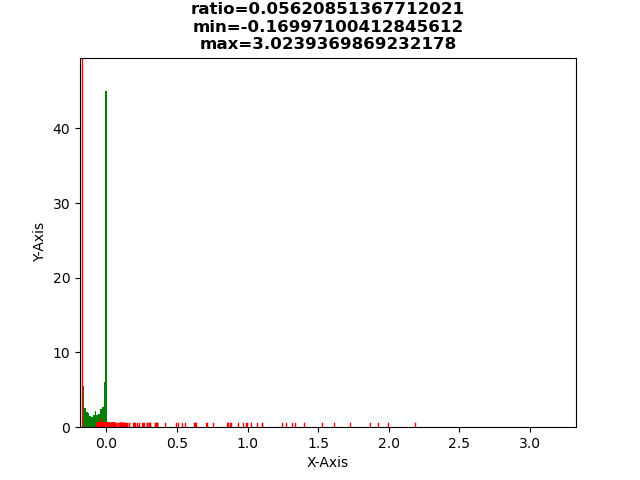 ratio=0.05620851367712021
min=-0.16997100412845612
max=3.0239369869232178
40
30
20
10
0
Y-Axis
0.0 0.5 1.0 1.5 2.0 2.5 3.0
X-Axis